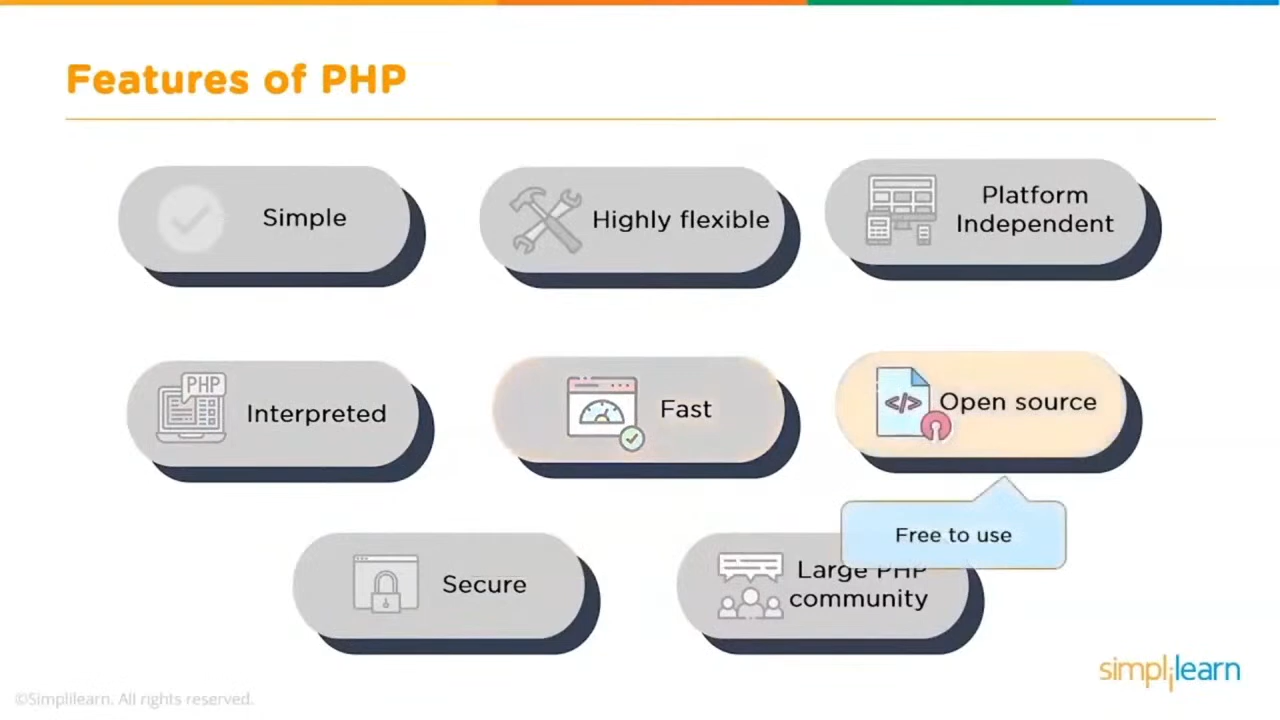 Features of PHP
Simple
Highly flexible
Platform
Independent
PHP
Interpreted
Fast
</>
Open source
Free to use
Secure
Large PHP
community
simplilearn
©Simplilearn. All rights reserved.